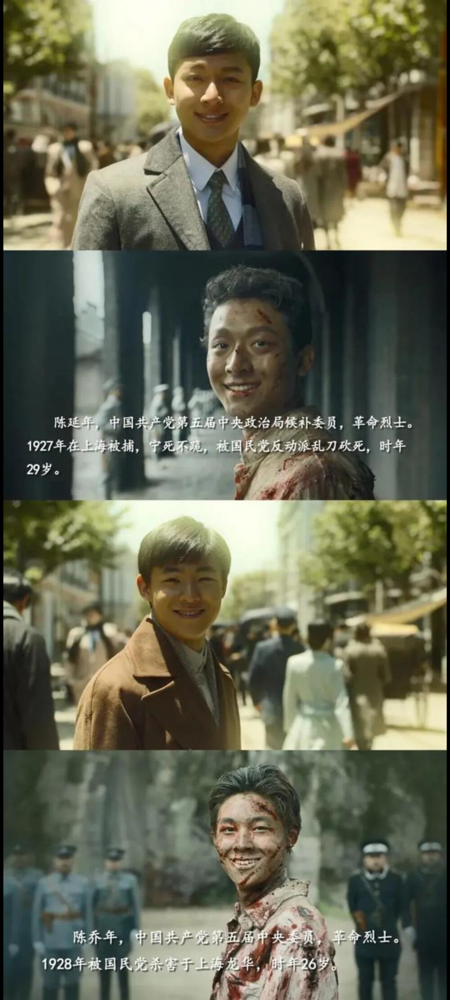 陈延年，中国共产党第五届中央政治局候补委员，革命烈士。
1927年在上海被捕，宁死不跪，被国民党反动派乱刀砍死，时年
29岁。
陈乔年，中国共产党第五届中央委员，革命烈士。
1928年被国民党杀害于上海龙华，时年26岁。